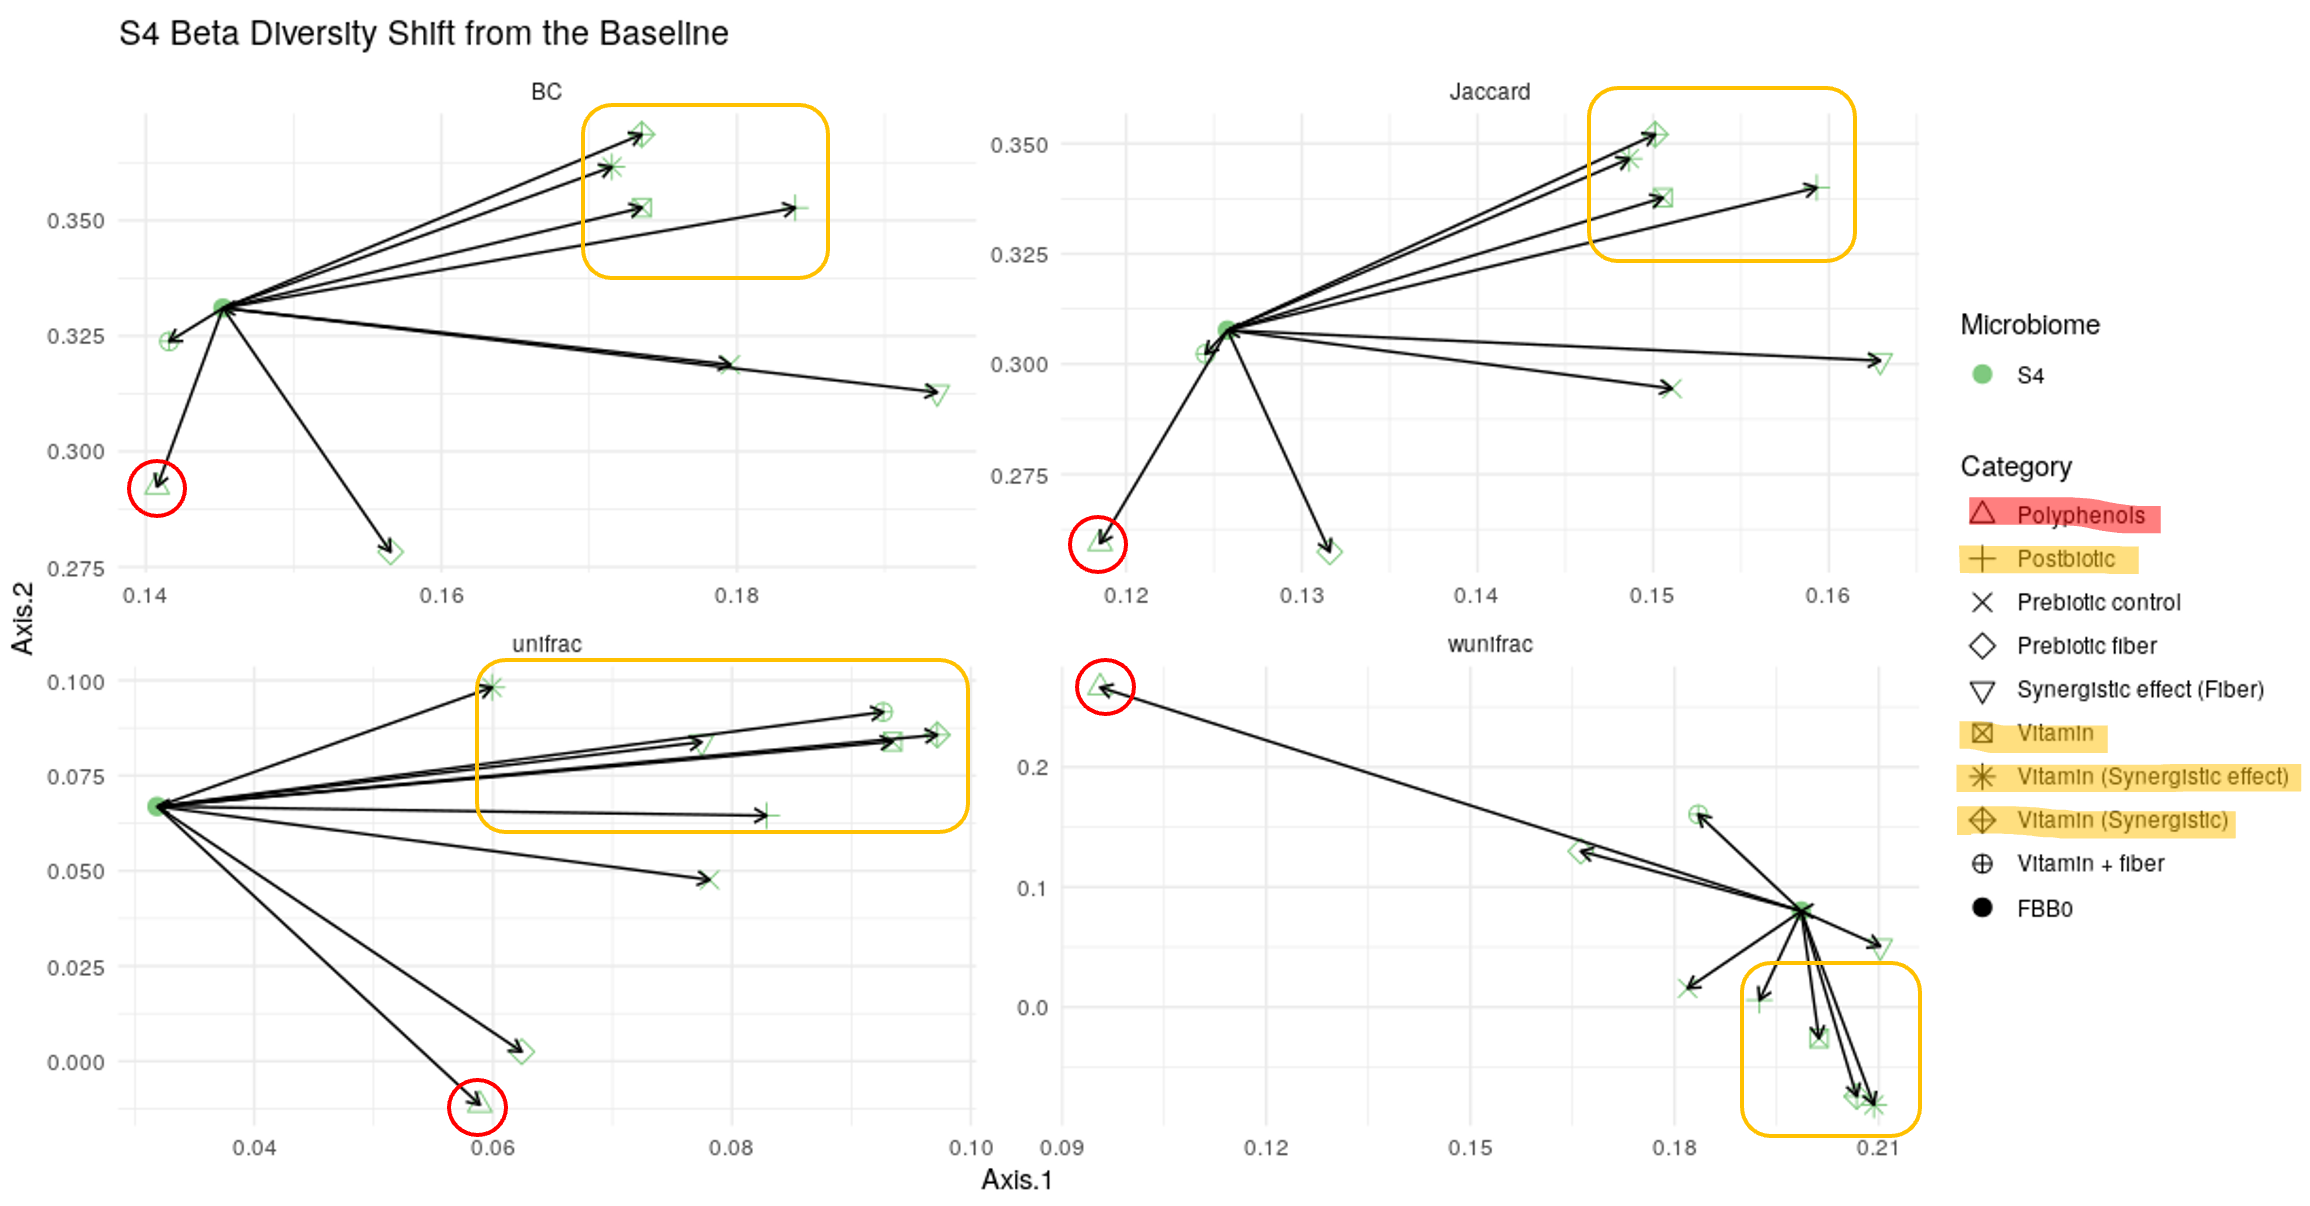 S4 Beta Diversity Shift from the Baseline
BC
Jaccard
0.350
0.325
0.300
0.275
0.14
0.16
0.18
0.350
0.325
0.300
0.275
0.12
0.13
0.14
0.15
0.16
unifrac
wunifrac
0.100
0.075
0.050
0.025
0.000
0.04
0.06
0.08
0.10
0.2
0.1
0.0
0.09
0.12
0.15
0.18
0.21
Axis.2
Axis.1
Microbiome
S4
Category
Polyphenols
Postbiotic
Prebiotic control
Prebiotic fiber
Synergistic effect (Fiber)
Vitamin
Vitamin (Synergistic effect)
Vitamin (Synergistic)
Vitamin + fiber
FBB0